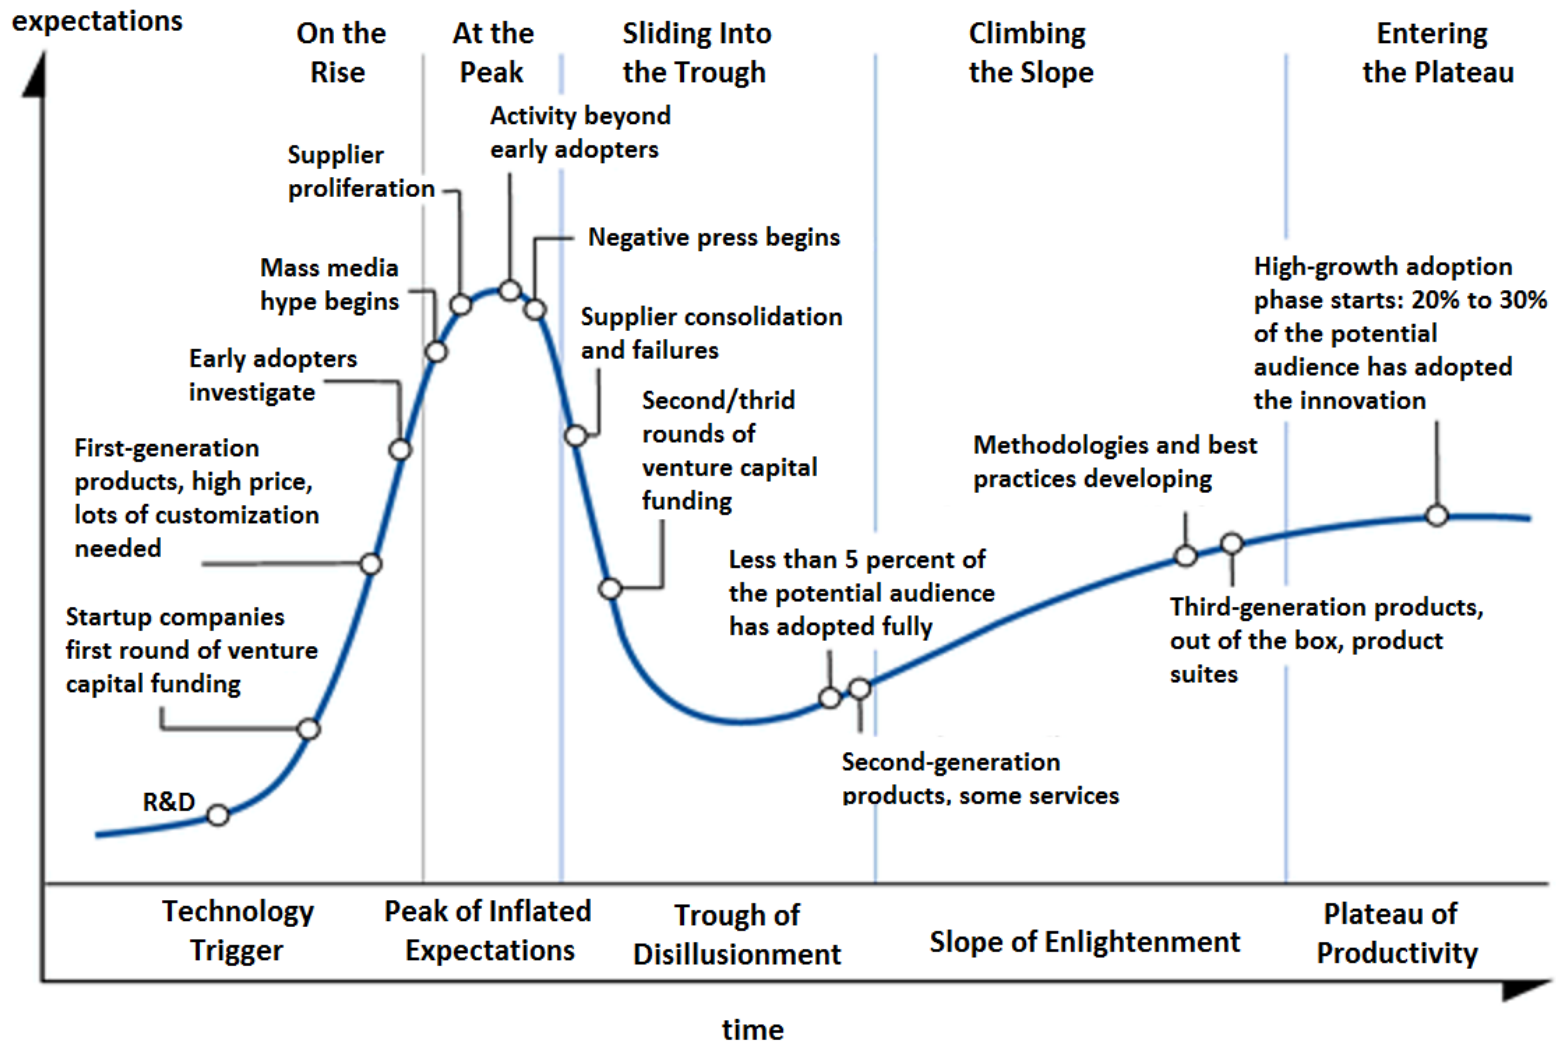 expectations
On the
Rise
At the
Peak
Sliding Into
the Trough
Climbing
the Slope
Entering
the Plateau
Activity beyond
early adopters
Supplier
proliferation
Negative press begins
Mass media
hype begins
High-growth adoption
phase starts: 20% to 30%
of the potential
audience has adopted
the innovation
Supplier consolidation
and failures
Early adopters
investigate
Second/thrid
rounds of
venture capital
funding
First-generation
products, high price,
lots of customization
needed
Methodologies and best
practices developing
Less than 5 percent of
the potential audience
has adopted fully
Startup companies
first round of venture
capital funding
Third-generation products,
out of the box, product
suites
Second-generation
products, some services
R&D
Technology
Trigger
Peak of Inflated
Expectations
Trough of
Disillusionment
Slope of Enlightenment
Plateau of
Productivity
time